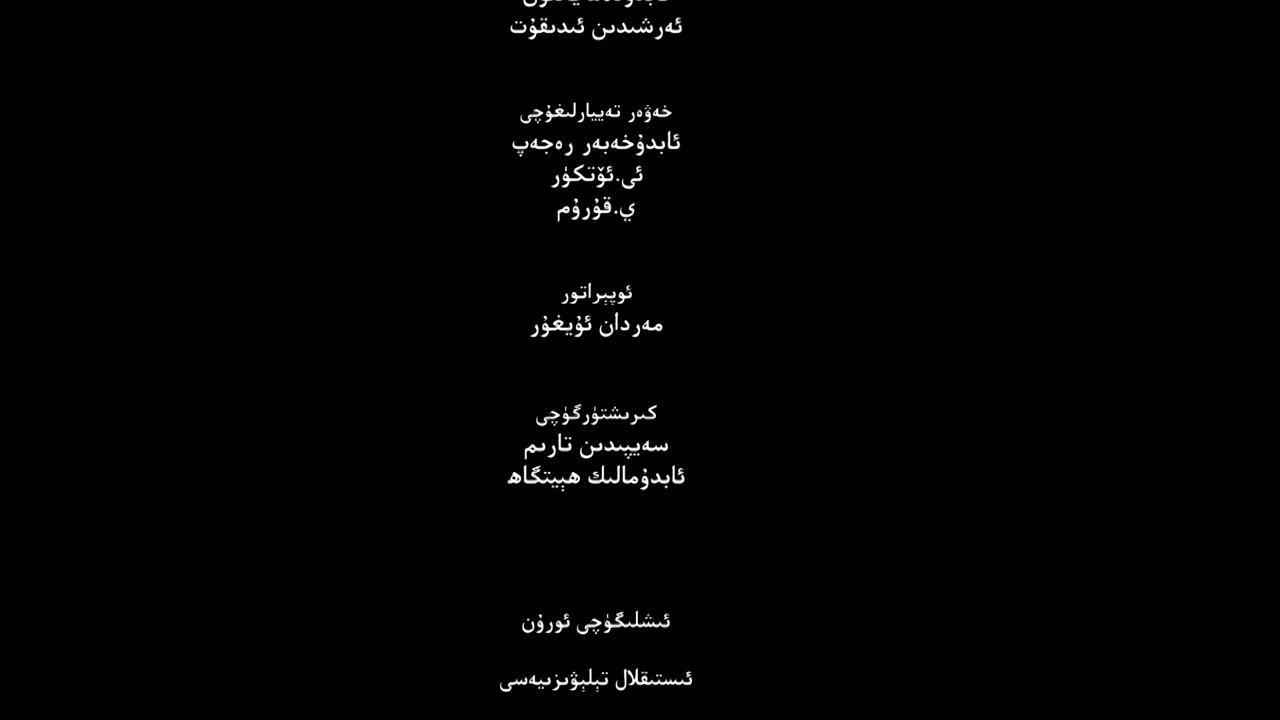 ئەرشىدىن ئىدىقۇت
خەۋەر تەييارلىغۇچى
ئابدۇخەبەر رەجەپ
ئى.ئۆتكۈر
ي.قۇرۇم
ئوپېراتور
مەردان ئۇيغۇر
كىرىشتۈرگۈچى
سەيپىدىن تارىم
ئابدۇمالىك ھېيتگاھ
ئىشلىگۈچى ئورۇن
ئىستىقلال تېلېۋىزىيەسى